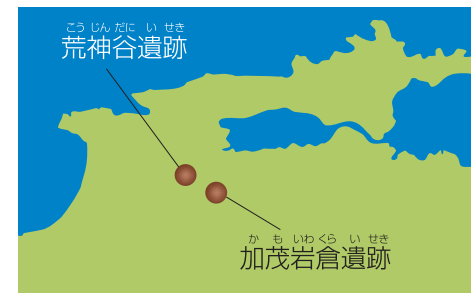 こう じん だに い せき
荒神谷遺跡
か も いわ くら い せき
加茂岩倉遺跡